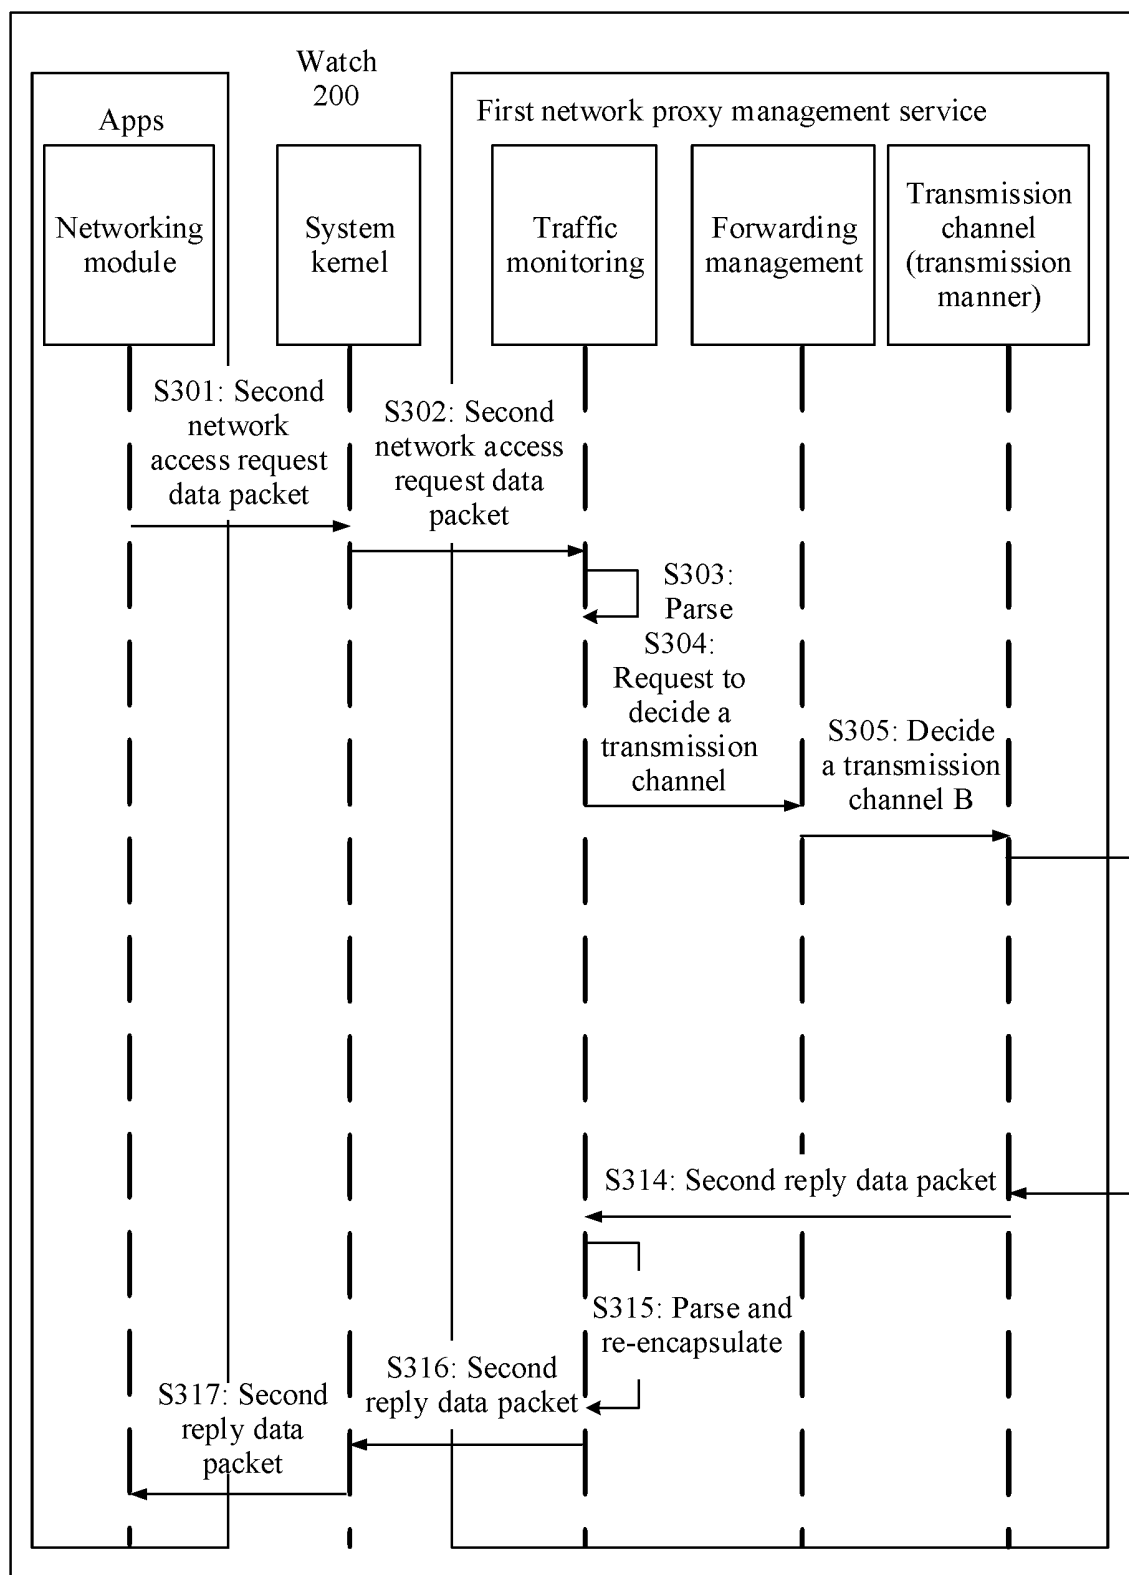 Watch
200
Apps
First network proxy management service
Networking
module
System
kernel
Traffic
monitoring
Forwarding
management
Transmission
channel
(transmission
manner)
S301: Second
network
access request
data packet
S302: Second
network access
request data
packet
S303:
Parse
S304:
Request to
decide a
transmission
channel
S305: Decide
a transmission
channel B
S314: Second reply data packet
S315: Parse and
re-encapsulate
S316: Second
reply data packet
S317: Second
reply data
packet